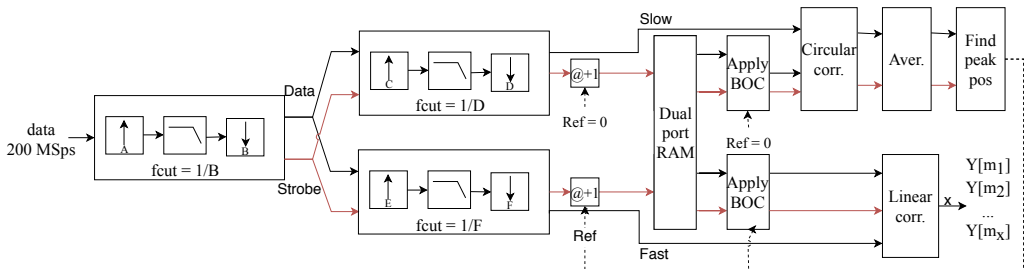 data
200 MSps
A
B
fcut = 1/B
Data
Strobe
C
D
fcut = 1/D
E
F
fcut = 1/F
Slow
@+1
Ref = 0
@+1
Ref
Fast
Dual
port
RAM
Apply
BOC
Ref = 0
Apply
BOC
Circular
corr.
Aver.
Find
peak
pos
Linear
corr.
x
Y[m1]
Y[m2]
...
Y[mx]